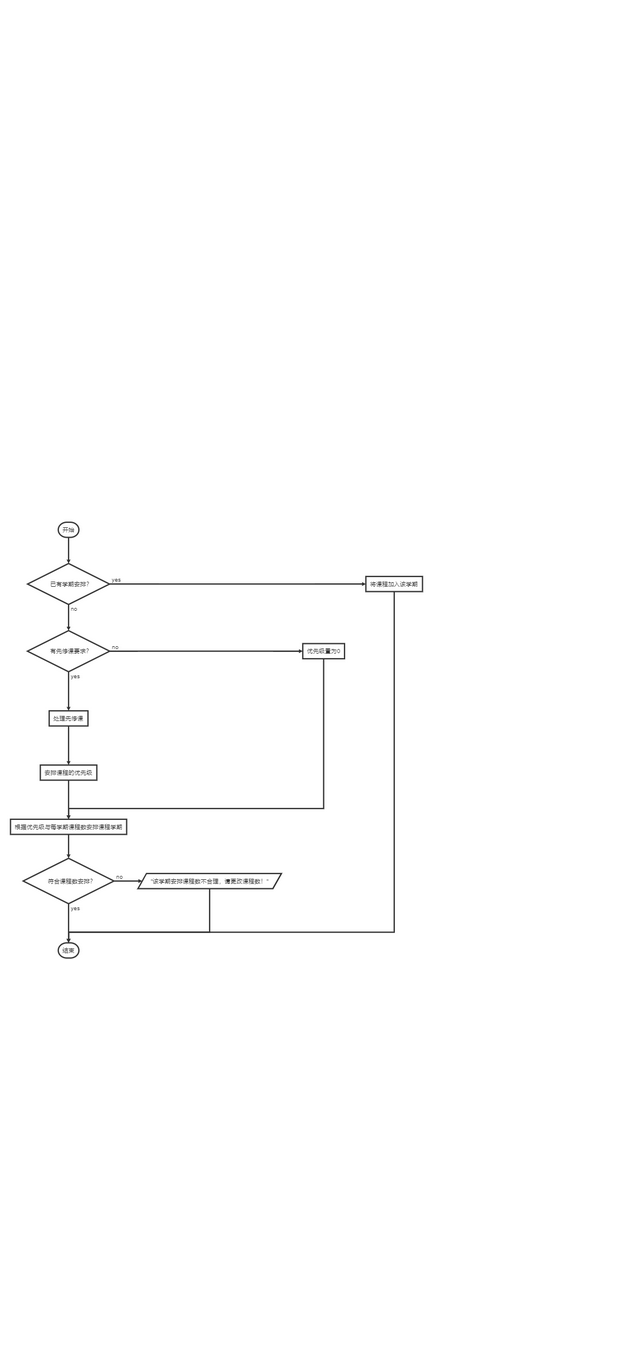 开始
已有学期安排?
yes
将课程加入该学期
no
有先修课要求?
no
优先级量为0
yes
处理先修课
安排课程的优先级
根据优先级与每学期课程数安排课程学期
符合课程数安排?
no
"该学期安排课程数不合理，请更改课程数！"
yes
结束